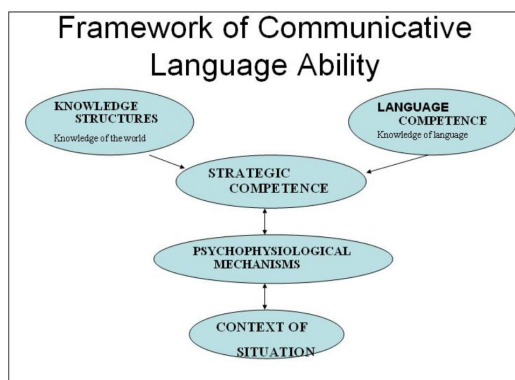 Framework of Communicative
Language Ability
KNOWLEDGE
STRUCTURES
Knowledge of the world
LANGUAGE
COMPETENCE
Knowledge of language
STRATEGIC
COMPETENCE
PSYCHOPHYSIOLOGICAL
MECHANISMS
CONTEXT OF
SITUATION